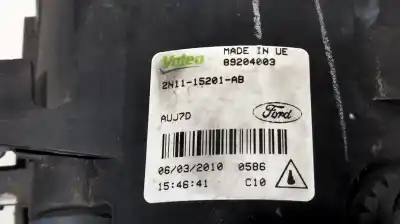 Valeo
MADE IN UE
89204003
2N11-15201-AB
AUJ7D
Ford
06/03/2010 0586
15:46:41 C10